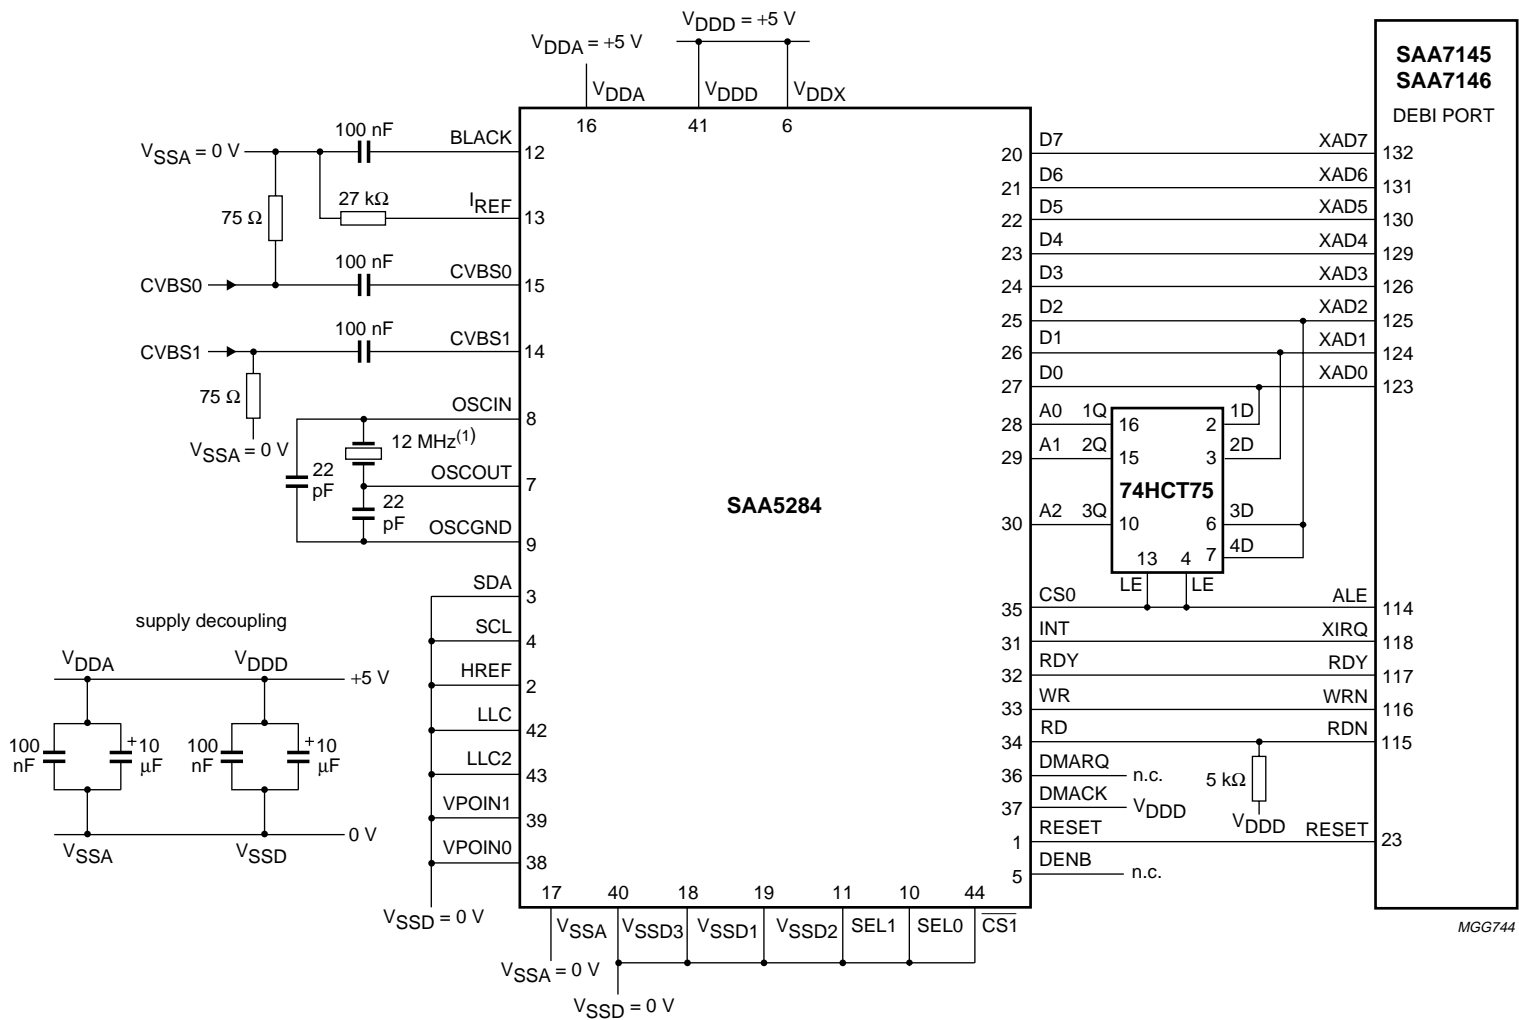 VDDD = +5 V
VDDA = +5 V
VDDA
VDDD
VDDX
16
41
6
SAA7145
SAA7146
DEBI PORT
VSSA = 0 V
100 nF
BLACK
12
27 kΩ
IREF
13
75 Ω
CVBS0
100 nF
CVBS0
15
CVBS1
100 nF
CVBS1
14
75 Ω
VSSA = 0 V
OSCIN
8
12 MHz(1)
OSCOUT
7
22
pF
22
pF
OSCGND
9
SDA
3
SCL
4
HREF
2
LLC
42
LLC2
43
VPOIN1
39
VPOIN0
38
VSSD = 0 V
supply decoupling
VDDA
VDDD
+5 V
100
nF
+
10
μF
100
nF
+
10
μF
0 V
VSSA
VSSD
SAA5284
20
D7
XAD7
132
21
D6
XAD6
131
22
D5
XAD5
130
23
D4
XAD4
129
24
D3
XAD3
126
25
D2
XAD2
125
26
D1
XAD1
124
27
D0
XAD0
123
28
A0
1Q
16
2
1D
29
A1
2Q
15
3
2D
74HCT75
30
A2
3Q
10
6
3D
13
4
7
4D
LE
LE
35
CS0
ALE
114
31
INT
XIRQ
118
32
RDY
RDY
117
33
WR
WRN
116
34
RD
RDN
115
36
DMARQ
n.c.
5 kΩ
37
DMACK
VDDD
VDDD
1
RESET
RESET
23
5
DENB
n.c.
17
40
18
19
11
10
44
VSSA
VSSD3
VSSD1
VSSD2
SEL1
SEL0
CS1
VSSA = 0 V
VSSD = 0 V
MGG744